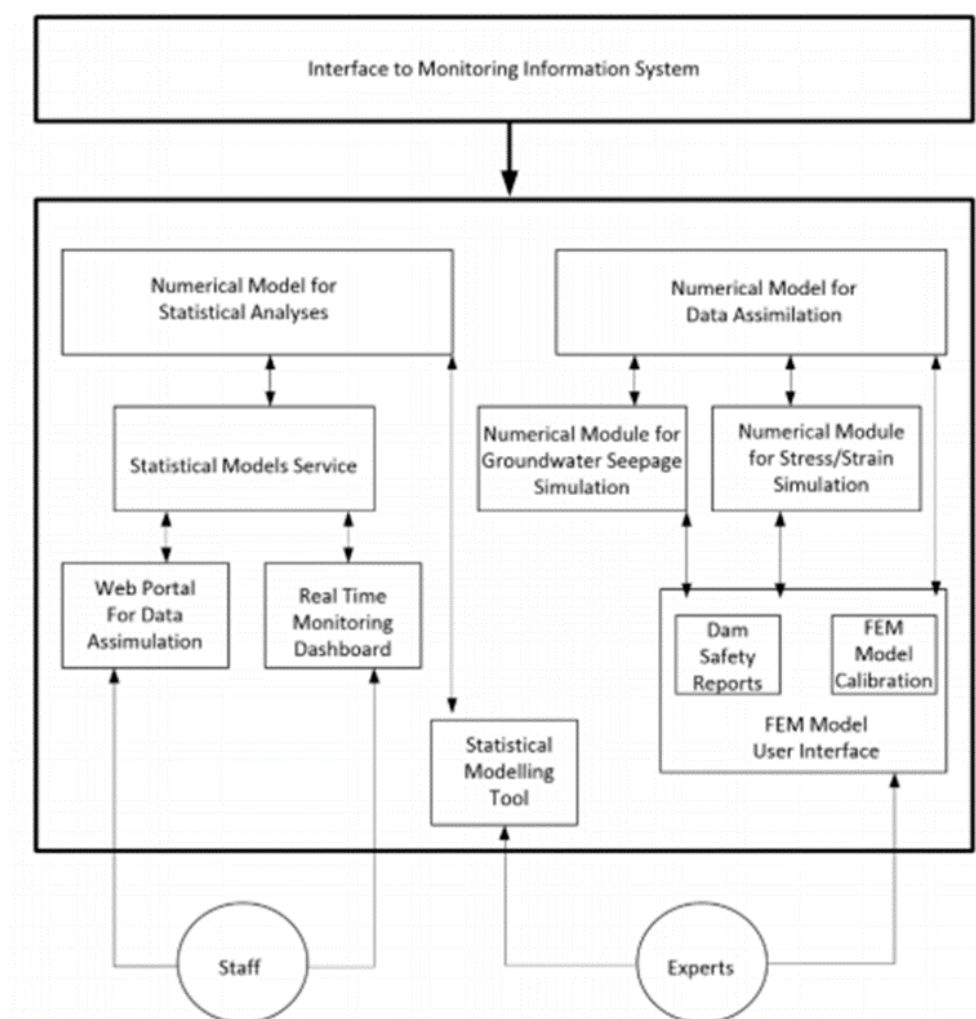 Interface to Monitoring Information System
Numerical Model for
Statistical Analyses
Numerical Model for
Data Assimilation
Statistical Models Service
Numerical Module for
Groundwater Seepage
Simulation
Numerical Module
for Stress/Strain
Simulation
Web Portal
For Data
Assimulation
Real Time
Monitoring
Dashboard
Dam
Safety
Reports
FEM
Model
Calibration
FEM Model
User Interface
Statistical
Modelling
Tool
Staff
Experts